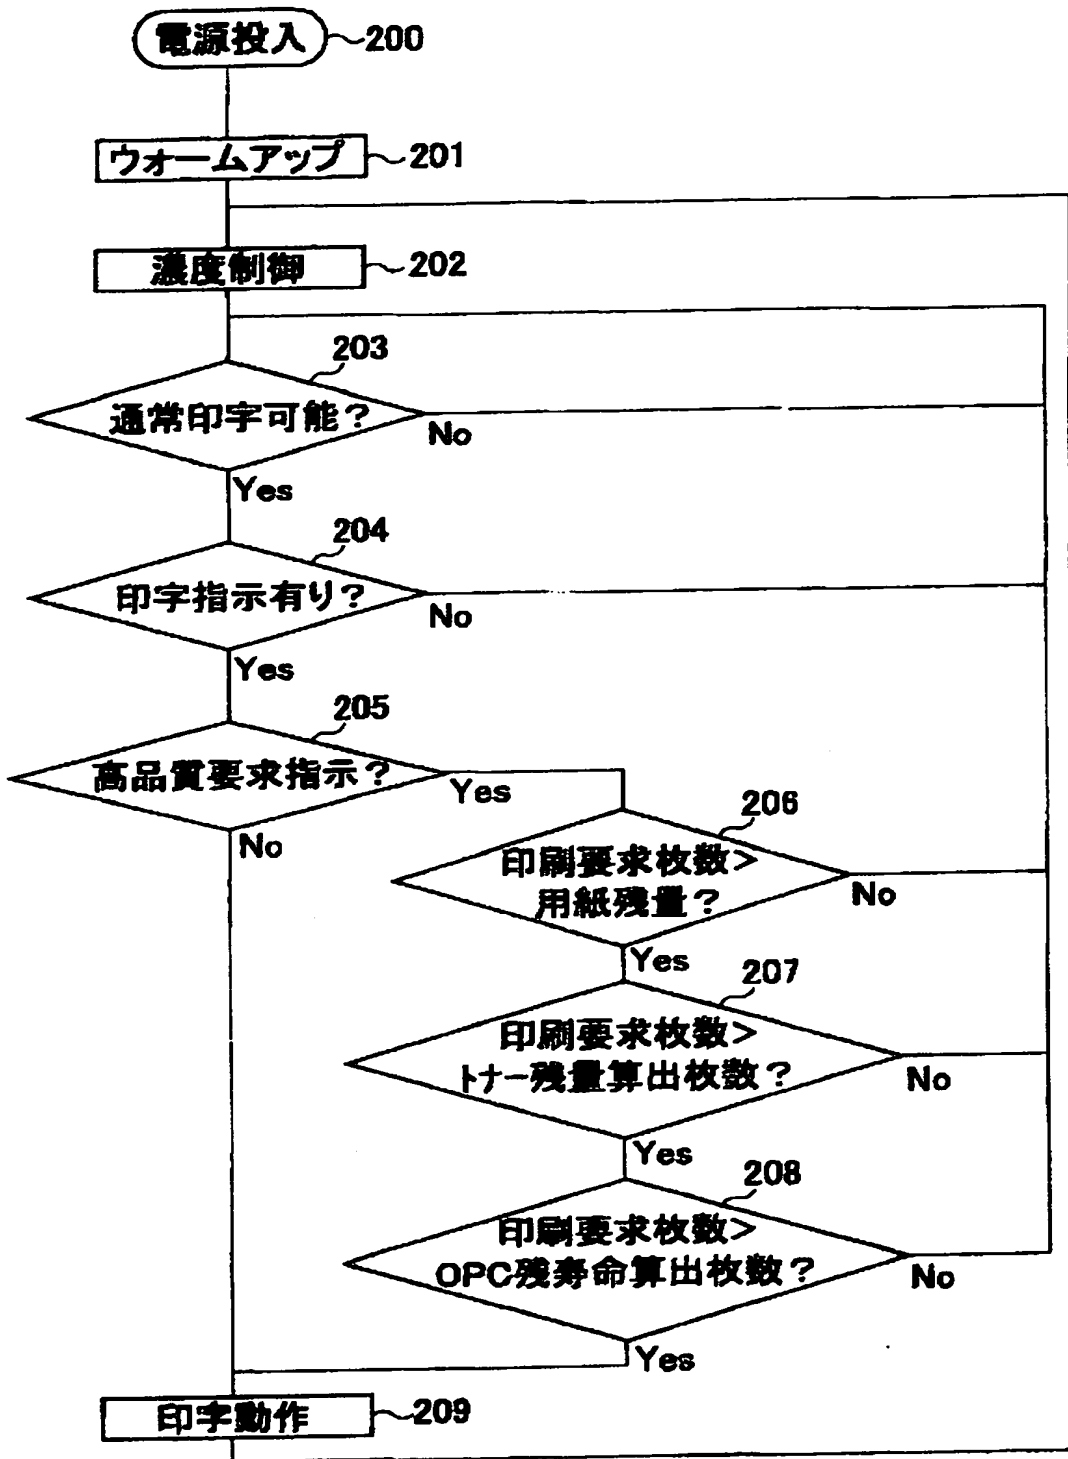 電源投入 200
ウォームアップ 201
濃度制御 202
203
通常印字可能？
No
Yes
204
印字指示有り？
No
Yes
205
高品質要求指示？
Yes
No
206
印刷要求枚数>
用紙残量？
No
Yes
207
印刷要求枚数>
トナー残量算出枚数？
No
Yes
208
印刷要求枚数>
OPC残寿命算出枚数？
No
Yes
印字動作 209